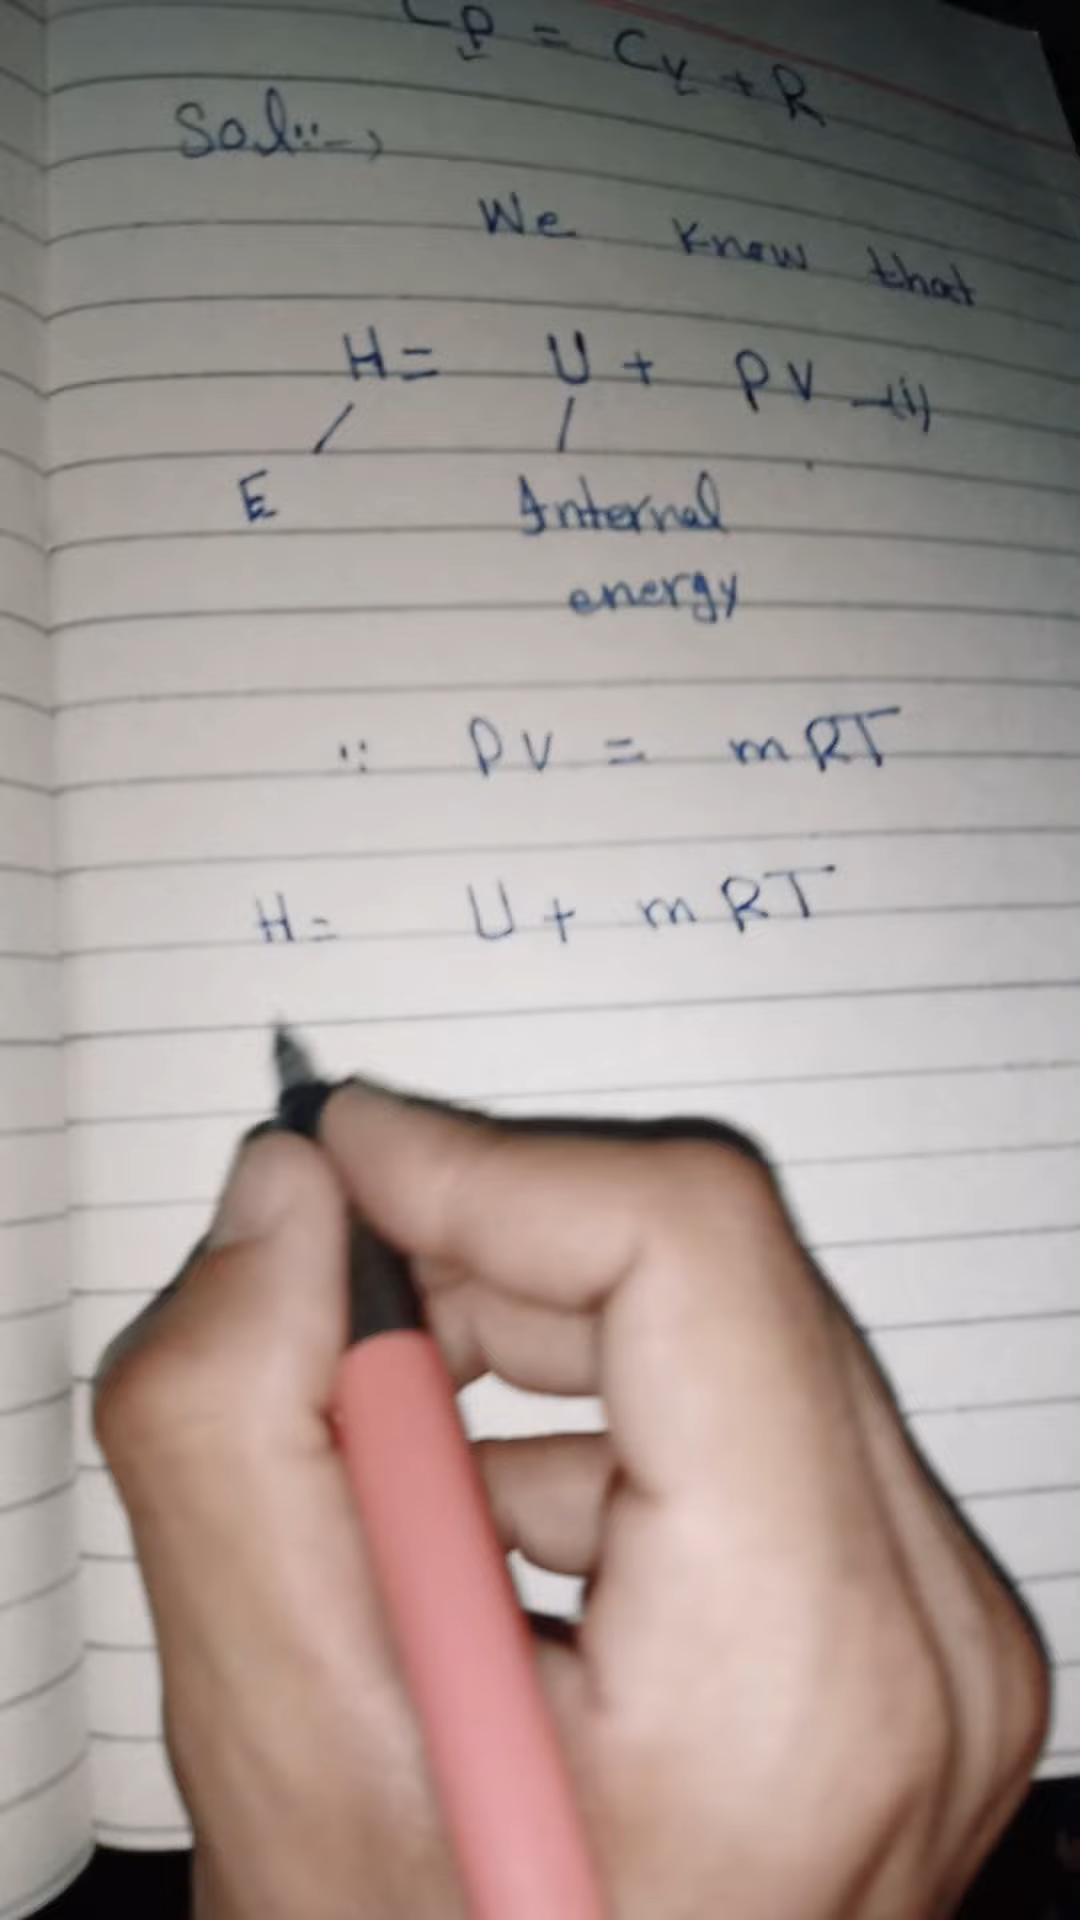 Cp = Cv + R
Sol:->
We know that
H = U + PV -(i)
E Internal
energy
∵ PV = mRT
H = U + mRT